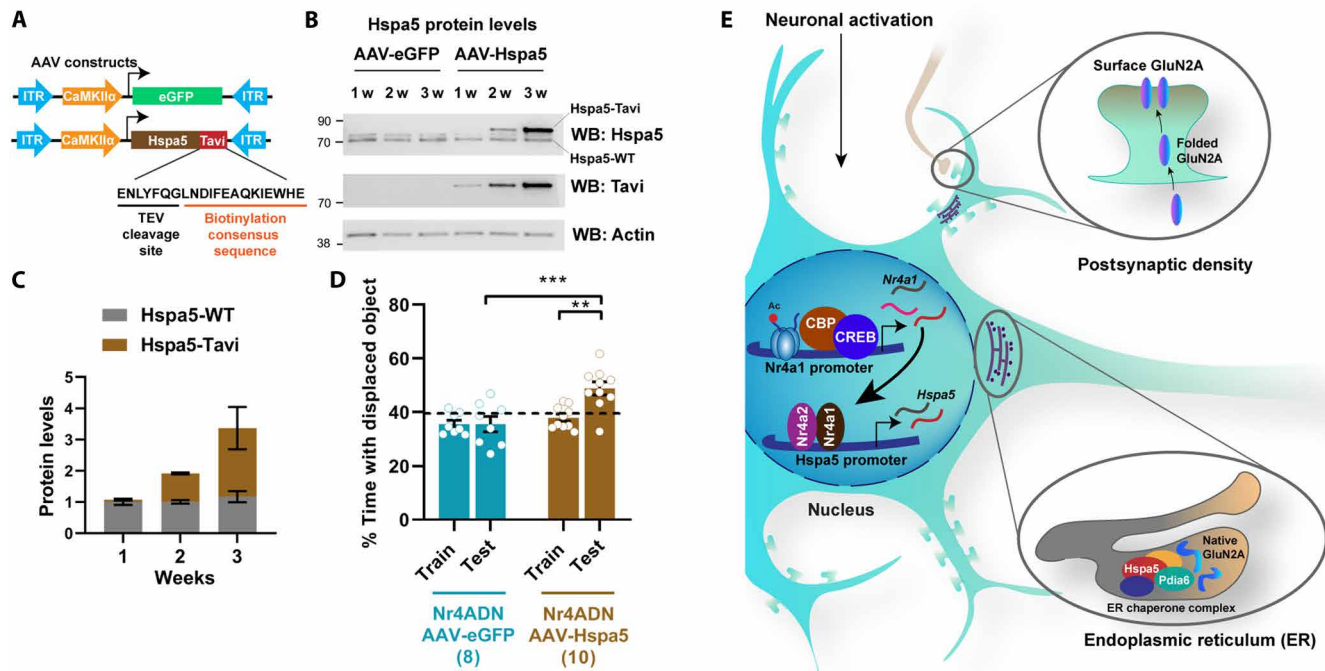 A
AAV constructs
ITR
CaMKIIα
eGFP
ITR
ITR
CaMKIIα
Hspa5
Tavi
ITR
ENLYFQGLNDIFEAQKIEWHE
TEV
cleavage
site
Biotinylation
consensus
sequence
B
Hspa5 protein levels
AAV-eGFP
AAV-Hspa5
1 w
2 w
3 w
1 w
2 w
3 w
90
70
Hspa5-Tavi
WB: Hspa5
Hspa5-WT
70
WB: Tavi
38
WB: Actin
C
Hspa5-WT
Hspa5-Tavi
Protein levels
5
4
3
2
1
0
1
2
3
Weeks
D
% Time with displaced object
80
60
40
20
0
***
**
Train
Test
Train
Test
Nr4ADN
AAV-eGFP
(8)
Nr4ADN
AAV-Hspa5
(10)
E
Neuronal activation
Surface GluN2A
Folded
GluN2A
Postsynaptic density
Nr4a1
Ac
CBP
CREB
Nr4a1 promoter
Hspa5
Nr4a2
Nr4a1
Hspa5 promoter
Nucleus
Native
GluN2A
Hspa5
Pdia6
ER chaperone complex
Endoplasmic reticulum (ER)